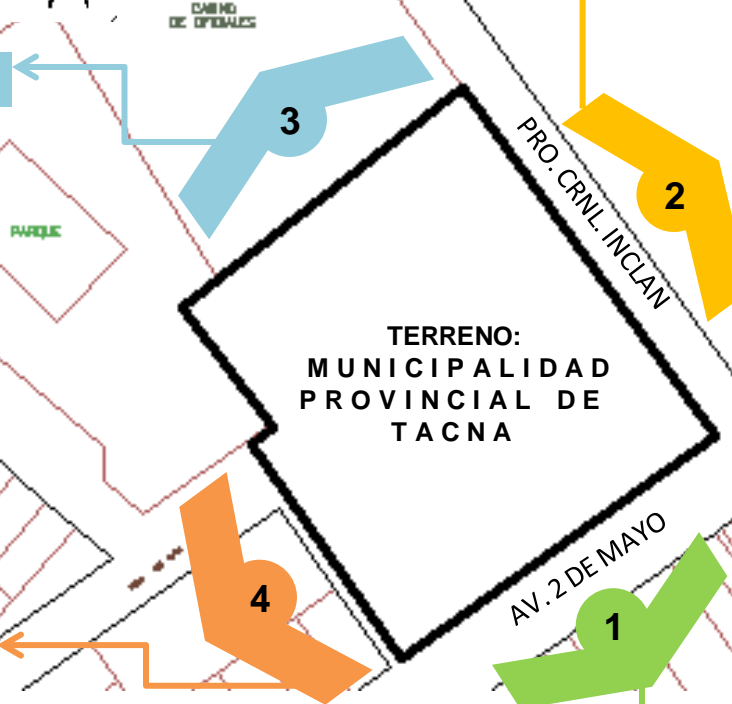 CASINO
DE OFICIALES
3
2
PRO. CRNL. INCLAN
PARQUE
TERRENO:
MUNICIPALIDAD
PROVINCIAL DE
TACNA
AV. 2 DE MAYO
4
1